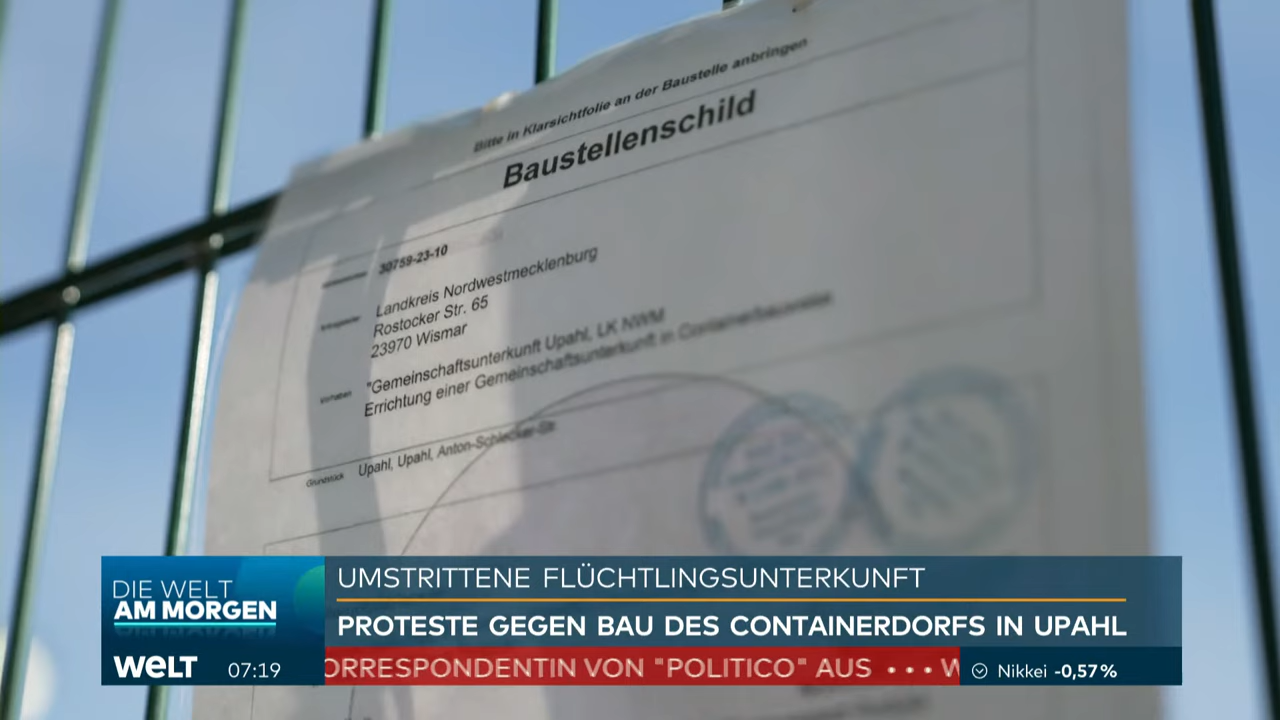 Bitte in Klarsichtfolie an der Baustelle anbringen
Baustellenschild
30759-23-10
Landkreis Nordwestmecklenburg
Rostocker Str. 65
23970 Wismar
Vorhaben
"Gemeinschaftsunterkunft Upahl, LK NWM
Errichtung einer Gemeinschaftsunterkunft in Containerbauweise
Grundstück
Upahl, Upahl, Anton-Schlecker-Str
DIE WELT
AM MORGEN
UMSTRITTENE FLÜCHTLINGSUNTERKUNFT
PROTESTE GEGEN BAU DES CONTAINERDORFS IN UPAHL
welt 07:19
ORRESPONDENTIN VON "POLITICO" AUS • • • W
Nikkei -0,57%